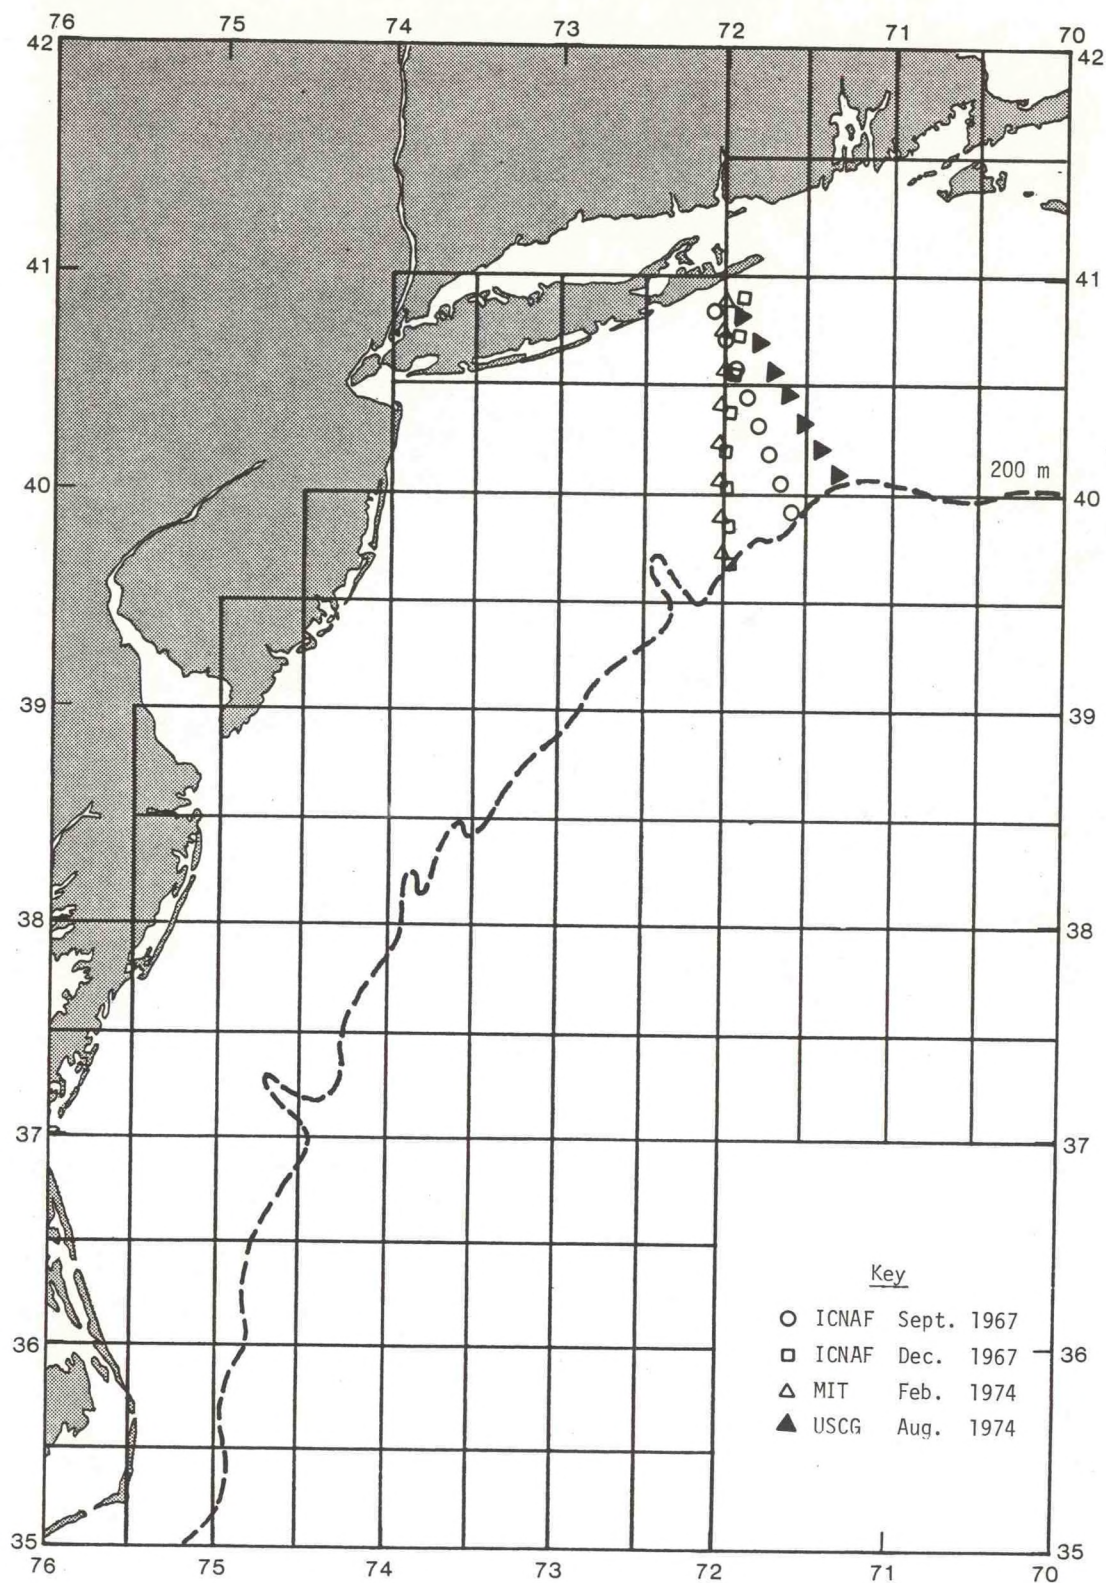 76 75 74 73 72 71 70
42 42
41 41
200 m
40 40
39 39
38 38
37 37
Key
ICNAF Sept. 1967
36 36
ICNAF Dec. 1967
MIT Feb. 1974
USCG Aug. 1974
35 35
76 75 74 73 72 71 70